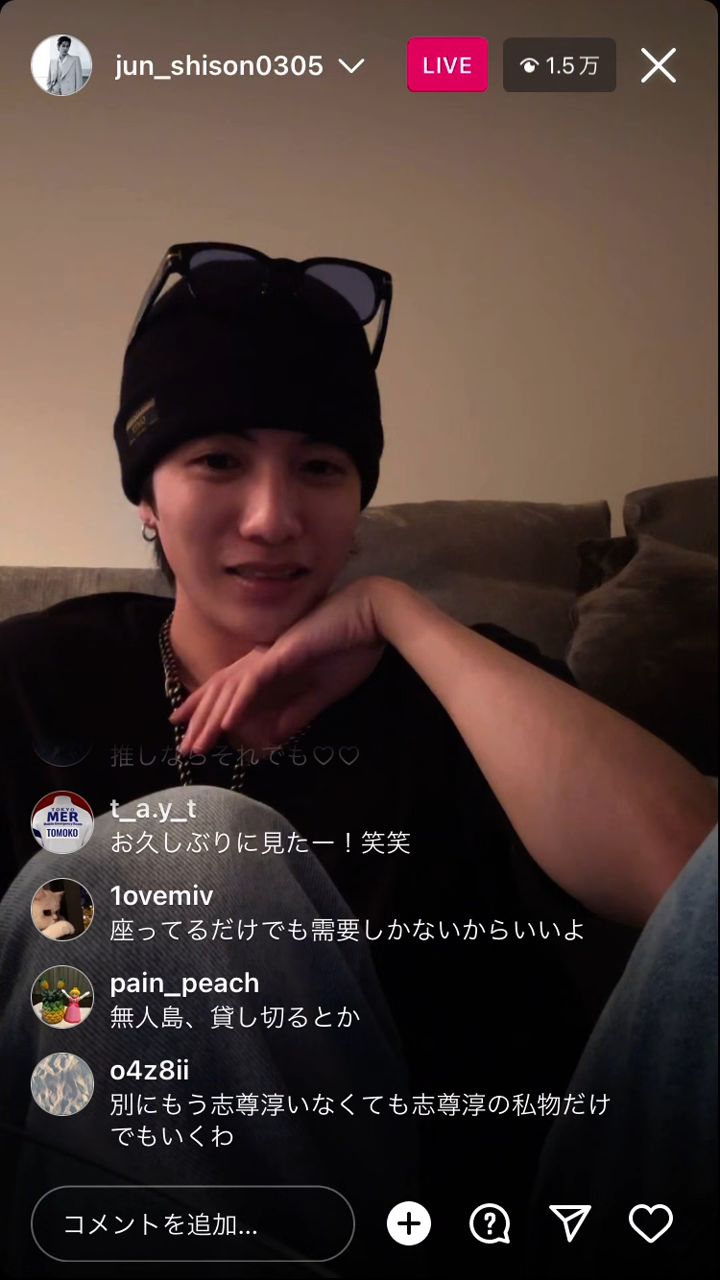 jun_shison0305
LIVE
1.5万
推しならそれでも♡♡
t_a.y_t
TOKYO
MER
TOMOKO
お久しぶりに見たー！笑笑
1ovemiv
座ってるだけでも需要しかないからいいよ
pain_peach
無人島、貸し切るとか
o4z8ii
別にもう志尊淳いなくても志尊淳の私物だけ
でもいくわ
コメントを追加...